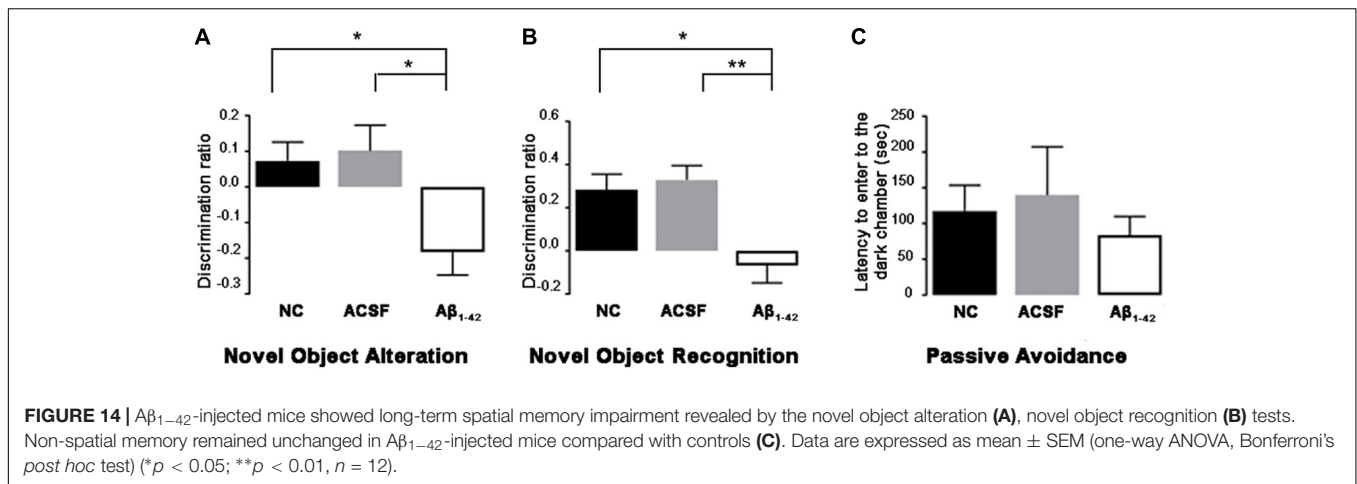 A
B
C
*
*
*
**
Discrimination ratio
0.2
0.1
0.0
-0.1
-0.2
-0.3
NC ACSF Aβ1-42
Novel Object Alteration
Discrimination ratio
0.6
0.4
0.2
0.0
-0.2
NC ACSF Aβ1-42
Novel Object Recognition
Latency to enter to the
dark chamber (sec)
250
200
150
100
50
0
NC ACSF Aβ1-42
Passive Avoidance
FIGURE 14 | Aβ1−42-injected mice showed long-term spatial memory impairment revealed by the novel object alteration (A), novel object recognition (B) tests.
Non-spatial memory remained unchanged in Aβ1−42-injected mice compared with controls (C). Data are expressed as mean ± SEM (one-way ANOVA, Bonferroni's
post hoc test) (*p < 0.05; **p < 0.01, n = 12).